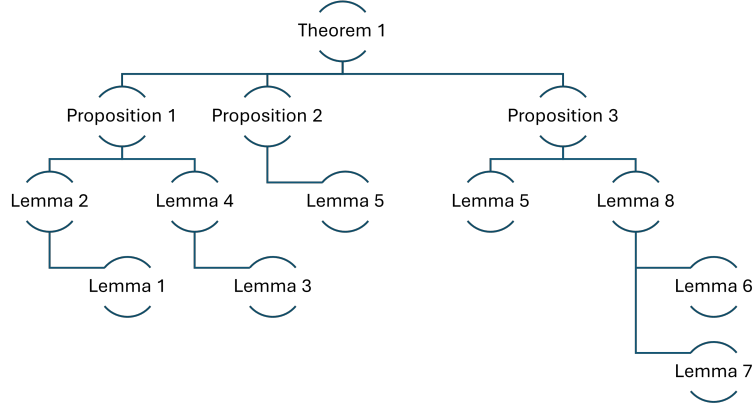 Theorem 1
Proposition 1
Proposition 2
Proposition 3
Lemma 2
Lemma 4
Lemma 5
Lemma 5
Lemma 8
Lemma 1
Lemma 3
Lemma 6
Lemma 7